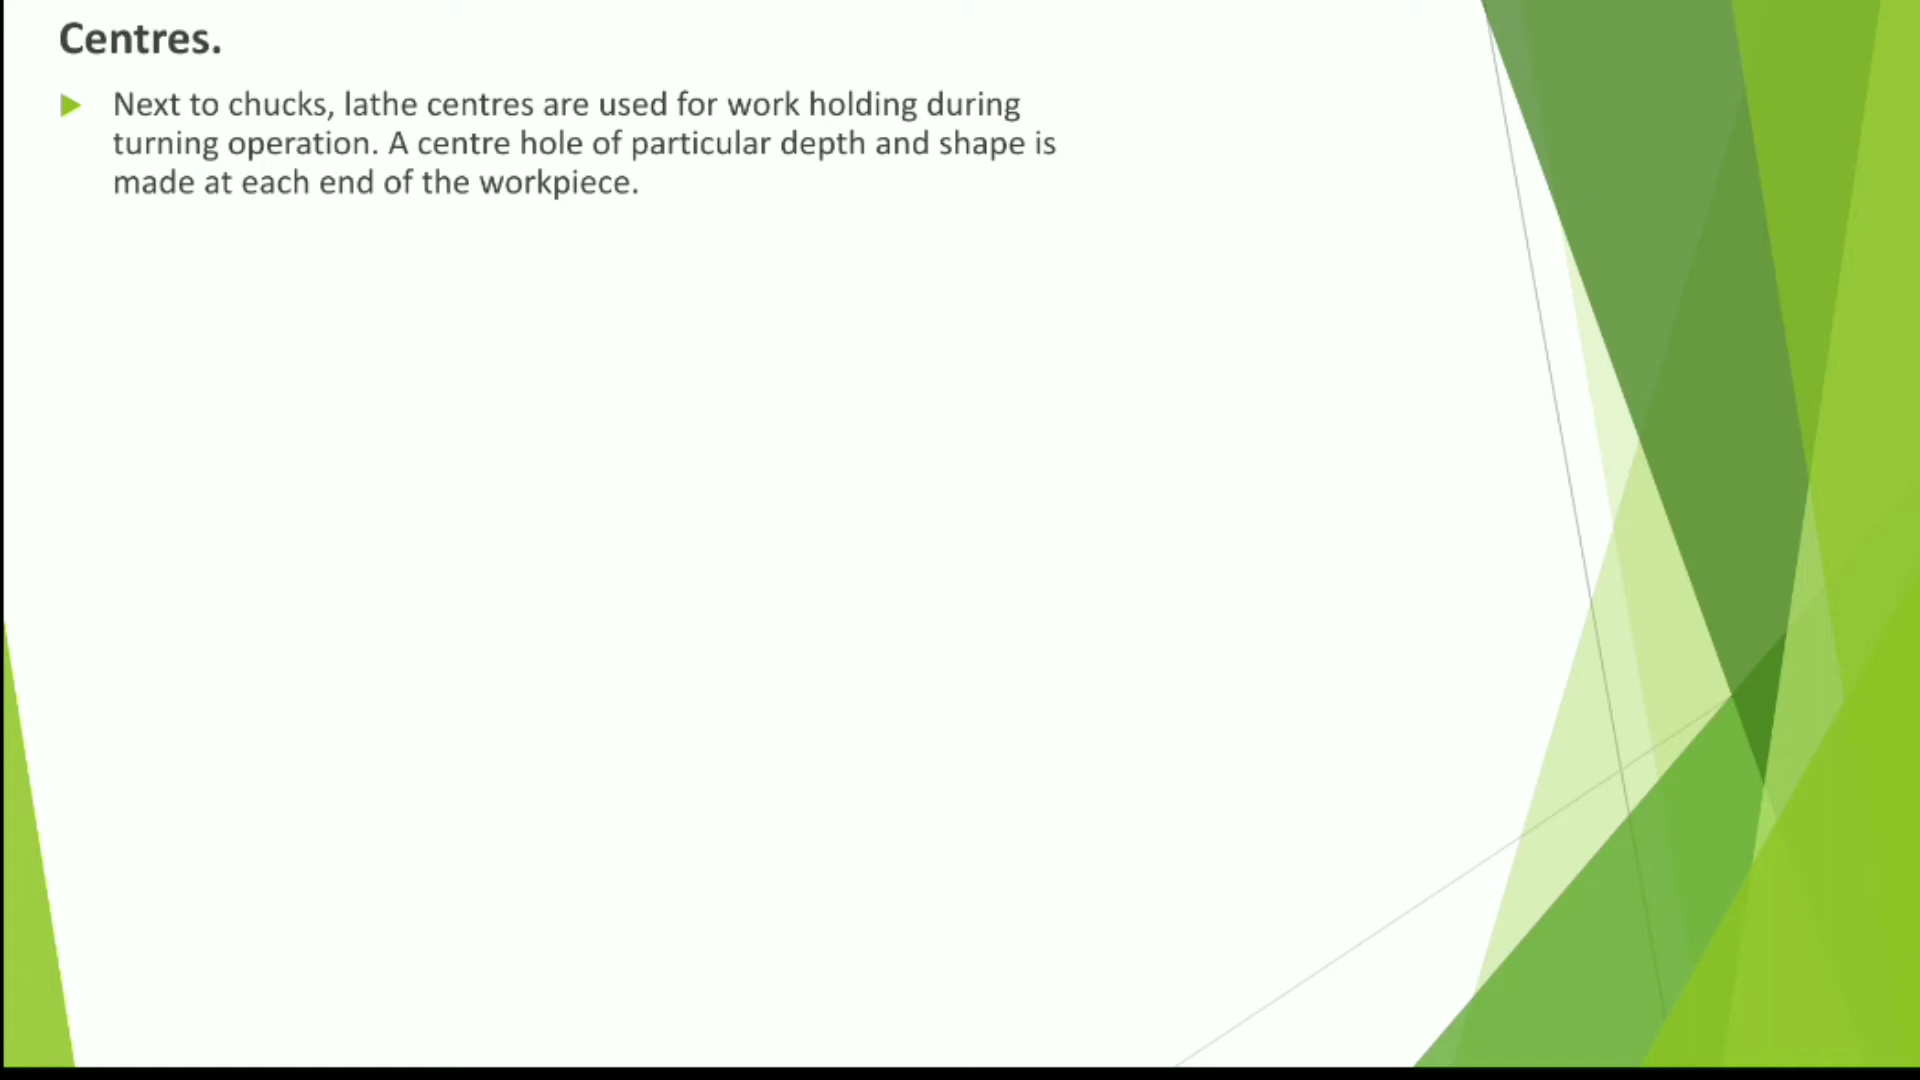 Centres.
Next to chucks, lathe centres are used for work holding during
turning operation. A centre hole of particular depth and shape is
made at each end of the workpiece.